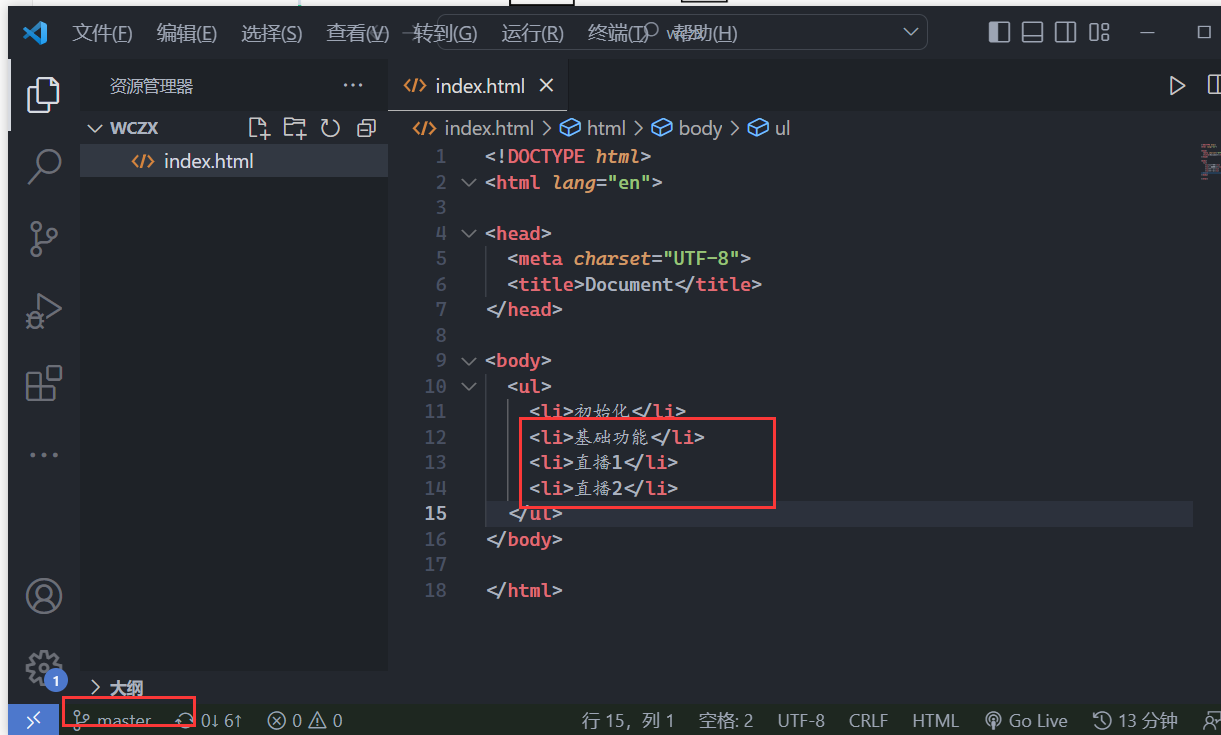 文件(F) 编辑(E) 选择(S) 查看(V) 转到(G) 运行(R) 终端(T) 帮助(H)
资源管理器 ···
index.html
WCZX
index.html > html > body > ul
index.html
1 <!DOCTYPE html>
2 <html lang="en">
3
4 <head>
5 <meta charset="UTF-8">
6 <title>Document</title>
7 </head>
8
9 <body>
10 <ul>
11 <li>初始化</li>
12 <li>基础功能</li>
13 <li>直播1</li>
14 <li>直播2</li>
15 </ul>
16 </body>
17
18 </html>
1
大纲
master 0↓ 6↑ 0 0 行 15，列 1 空格: 2 UTF-8 CRLF HTML Go Live 13 分钟